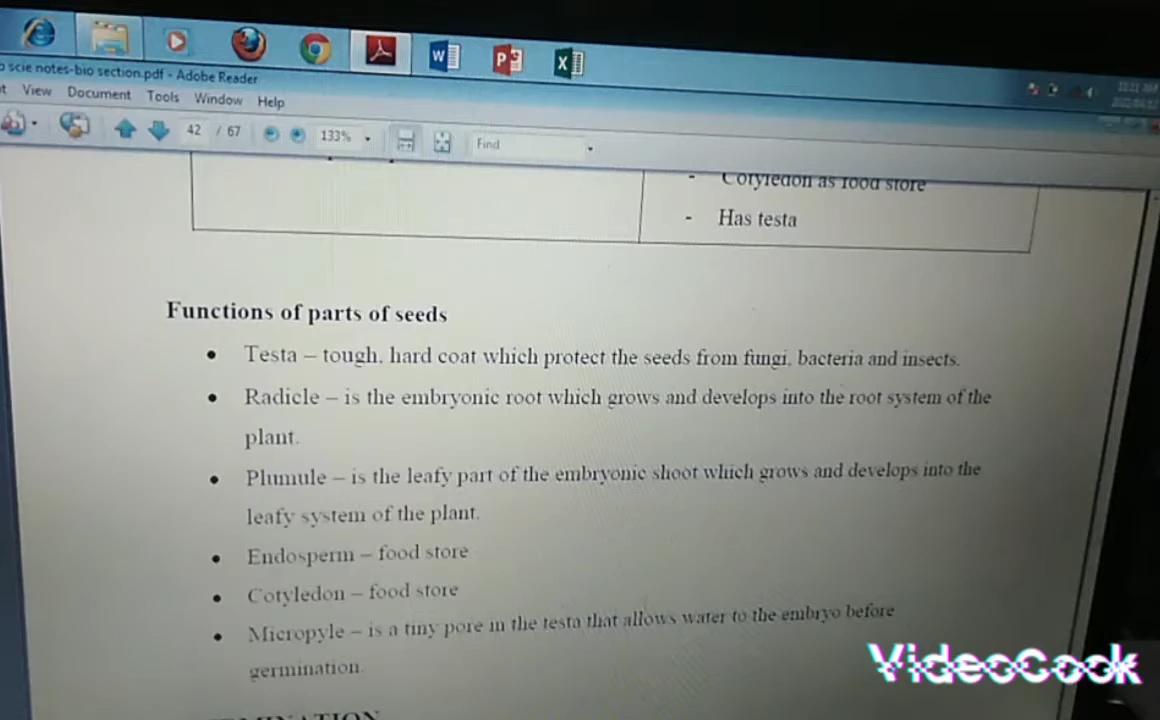 scie notes-bio section.pdf - Adobe Reader
View Document Tools Window Help
42 / 67 133% Find
- Cotyledon as food store
- Has testa
Functions of parts of seeds
• Testa – tough, hard coat which protect the seeds from fungi, bacteria and insects.
• Radicle – is the embryonic root which grows and develops into the root system of the
plant.
• Plumule – is the leafy part of the embryonic shoot which grows and develops into the
leafy system of the plant.
• Endosperm – food store
• Cotyledon – food store
• Micropyle – is a tiny pore in the testa that allows water to the embryo before
germination.
VideoCook